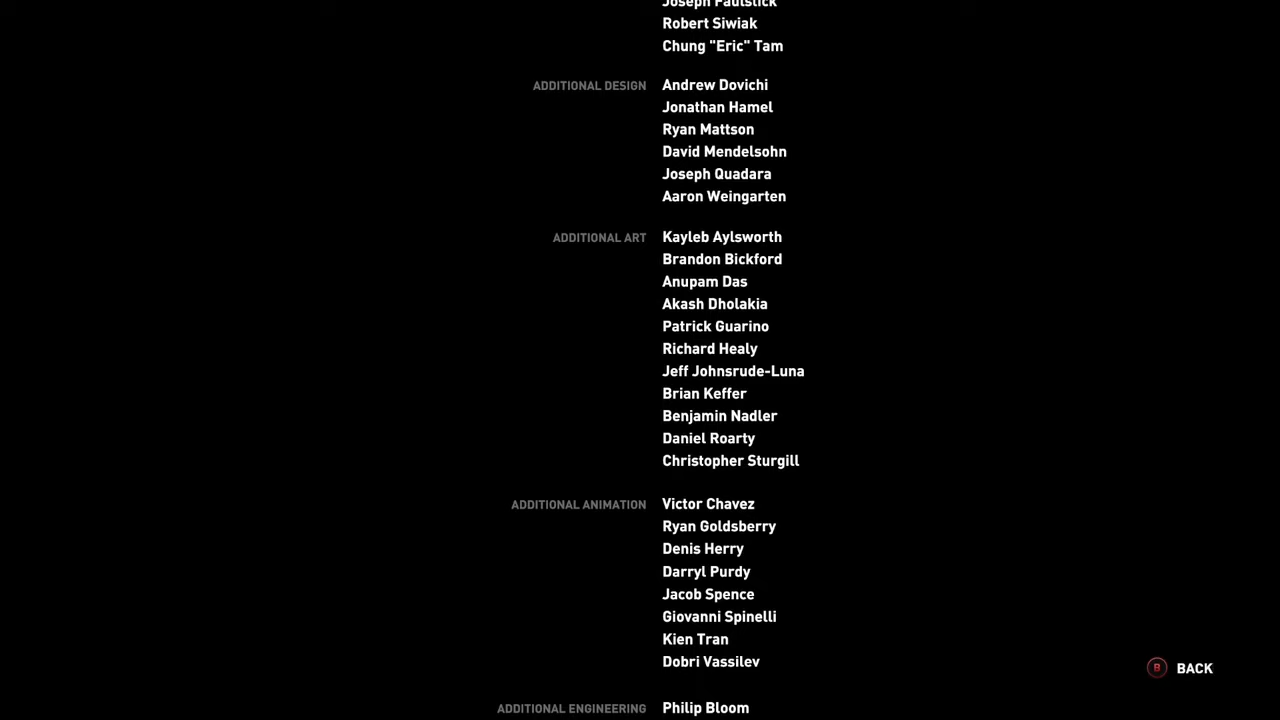 Joseph Faulstick
Robert Siwiak
Chung "Eric" Tam
ADDITIONAL DESIGN Andrew Dovichi
Jonathan Hamel
Ryan Mattson
David Mendelsohn
Joseph Quadara
Aaron Weingarten
ADDITIONAL ART Kayleb Aylsworth
Brandon Bickford
Anupam Das
Akash Dholakia
Patrick Guarino
Richard Healy
Jeff Johnsrude-Luna
Brian Keffer
Benjamin Nadler
Daniel Roarty
Christopher Sturgill
ADDITIONAL ANIMATION Victor Chavez
Ryan Goldsberry
Denis Herry
Darryl Purdy
Jacob Spence
Giovanni Spinelli
Kien Tran
Dobri Vassilev
B BACK
ADDITIONAL ENGINEERING Philip Bloom